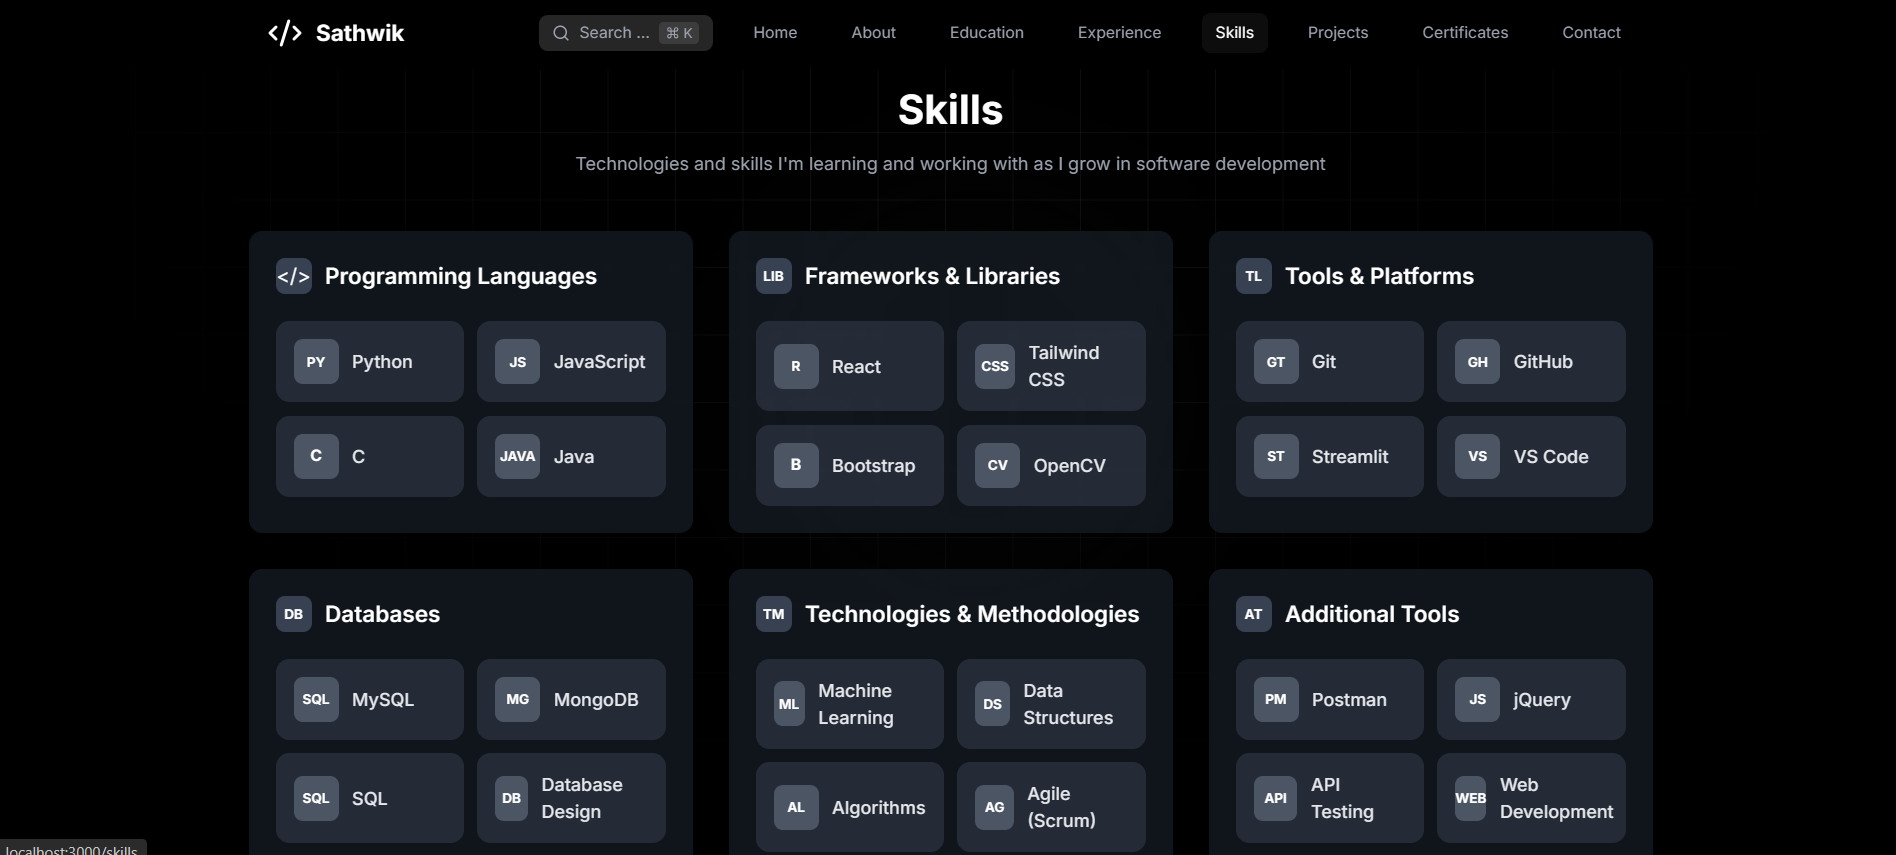 </> Sathwik
Search ... ⌘ K
Home
About
Education
Experience
Skills
Projects
Certificates
Contact
Skills
Technologies and skills I'm learning and working with as I grow in software development
</> Programming Languages
PY Python
JS JavaScript
C C
JAVA Java
LIB Frameworks & Libraries
R React
CSS Tailwind
CSS
B Bootstrap
CV OpenCV
TL Tools & Platforms
GT Git
GH GitHub
ST Streamlit
VS VS Code
DB Databases
SQL MySQL
MG MongoDB
SQL SQL
DB Database
Design
TM Technologies & Methodologies
ML Machine
Learning
DS Data
Structures
AL Algorithms
AG Agile
(Scrum)
AT Additional Tools
PM Postman
JS jQuery
API API
Testing
WEB Web
Development
localhost:3000/skills